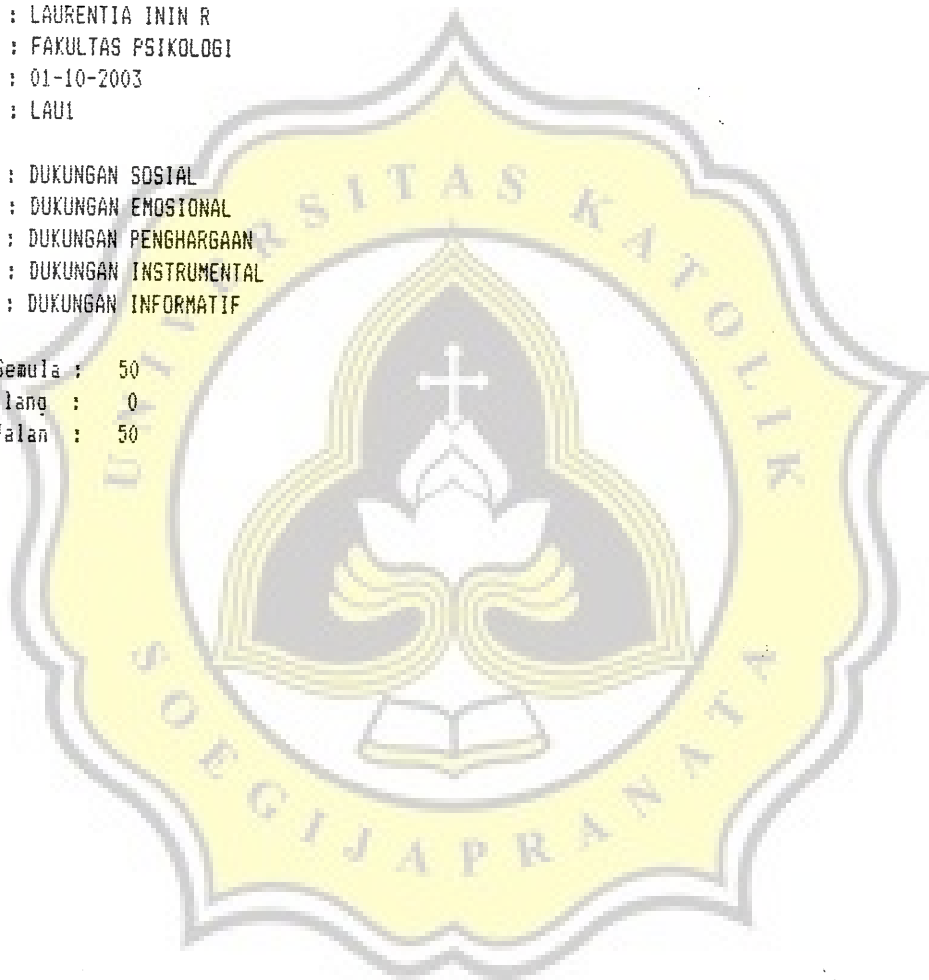 : LAURENTIA ININ R
: FAKULTAS PSIKOLOGI
: 01-10-2003
: LAU1
: DUKUNGAN SOSIAL
: DUKUNGAN EMOSIONAL
: DUKUNGAN PENGHARGAAN
: DUKUNGAN INSTRUMENTAL
: DUKUNGAN INFORMATIF
Semula : 50
lang : 0
alan : 50
UNIVERSITAS KATOLIK
SOEGIJAPRANATA